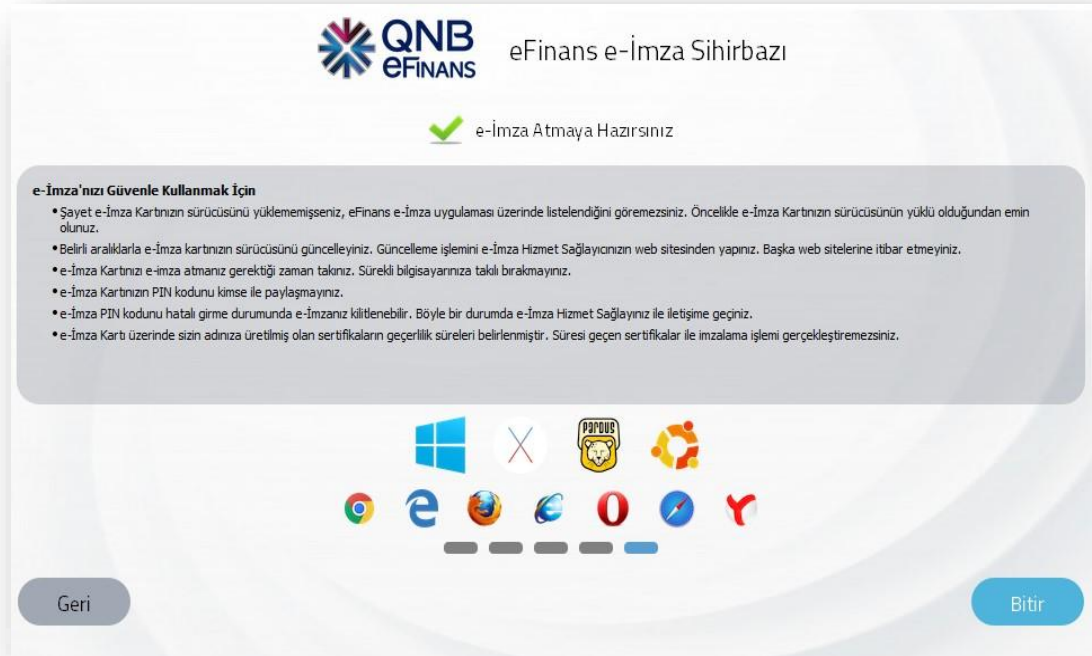 QNB
eFİNANS
eFinans e-İmza Sihirbazı
e-İmza Atmaya Hazırsınız
e-İmza'nızı Güvenle Kullanmak İçin
• Şayet e-İmza Kartınızın sürücüsünü yüklememişseniz, eFinans e-İmza uygulaması üzerinde listelendiğini göremezsiniz. Öncelikle e-İmza Kartınızın sürücüsünün yüklü olduğundan emin
olunuz.
• Belirli aralıklarla e-İmza kartınızın sürücüsünü güncelleyiniz. Güncelleme işlemini e-İmza Hizmet Sağlayıcınızın web sitesinden yapınız. Başka web sitelerine itibar etmeyiniz.
• e-İmza Kartınızı e-imza atmanız gerektiği zaman takınız. Sürekli bilgisayarınıza takılı bırakmayınız.
• e-İmza Kartınızın PIN kodunu kimse ile paylaşmayınız.
• e-İmza PIN kodunu hatalı girme durumunda e-İmzanız kilitlenebilir. Böyle bir durumda e-İmza Hizmet Sağlayınız ile iletişime geçiniz.
• e-İmza Kartı üzerinde sizin adınıza üretilmiş olan sertifikaların geçerlilik süreleri belirlenmiştir. Süresi geçen sertifikalar ile imzalama işlemi gerçekleştiremezsiniz.
PARDUS
Geri
Bitir